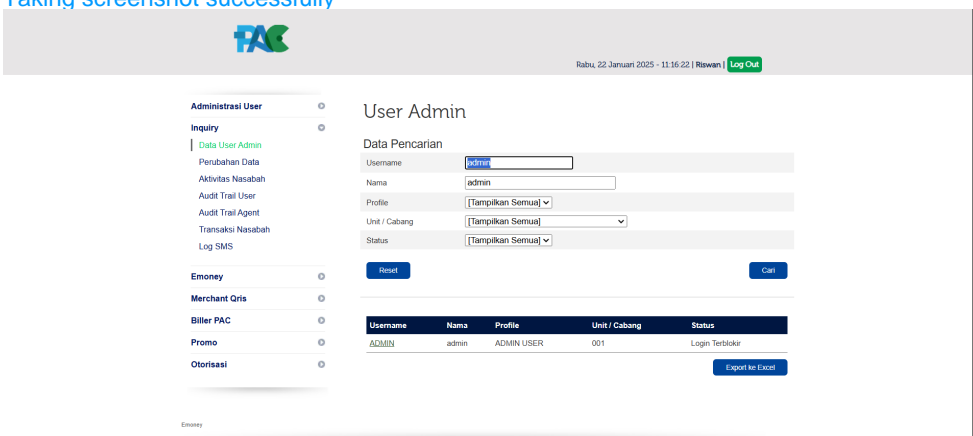 Taking screenshot successfully
PAC
Rabu, 22 Januari 2025 - 11:16:22 | Riswan | Log Out
Administrasi User
Inquiry
Data User Admin
Perubahan Data
Aktivitas Nasabah
Audit Trail User
Audit Trail Agent
Transaksi Nasabah
Log SMS
Emoney
Merchant Qris
Biller PAC
Promo
Otorisasi
User Admin
Data Pencarian
Username admin
Nama admin
Profile [Tampilkan Semua]
Unit / Cabang [Tampilkan Semua]
Status [Tampilkan Semua]
Reset Cari
Username Nama Profile Unit / Cabang Status
ADMIN admin ADMIN USER 001 Login Terblokir
Export ke Excel
Emoney